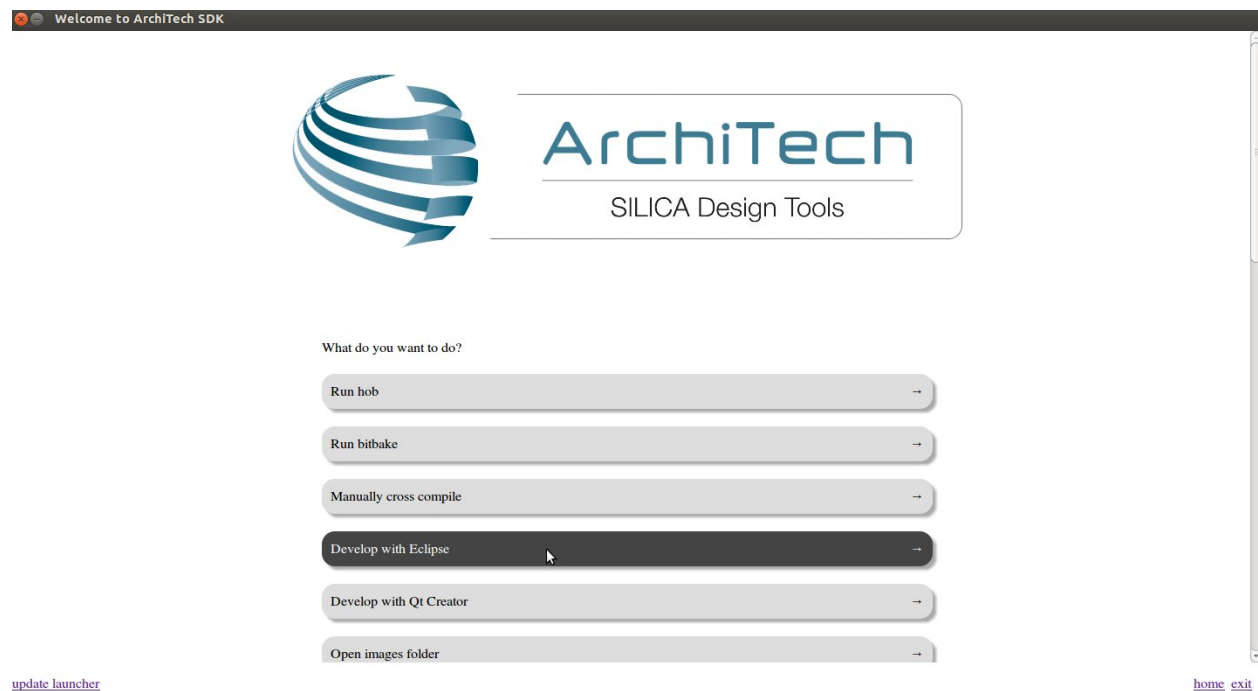 Welcome to ArchiTech SDK
ArchiTech
SILICA Design Tools
What do you want to do?
Run hob →
Run bitbake →
Manually cross compile →
Develop with Eclipse →
Develop with Qt Creator →
Open images folder →
update launcher home exit